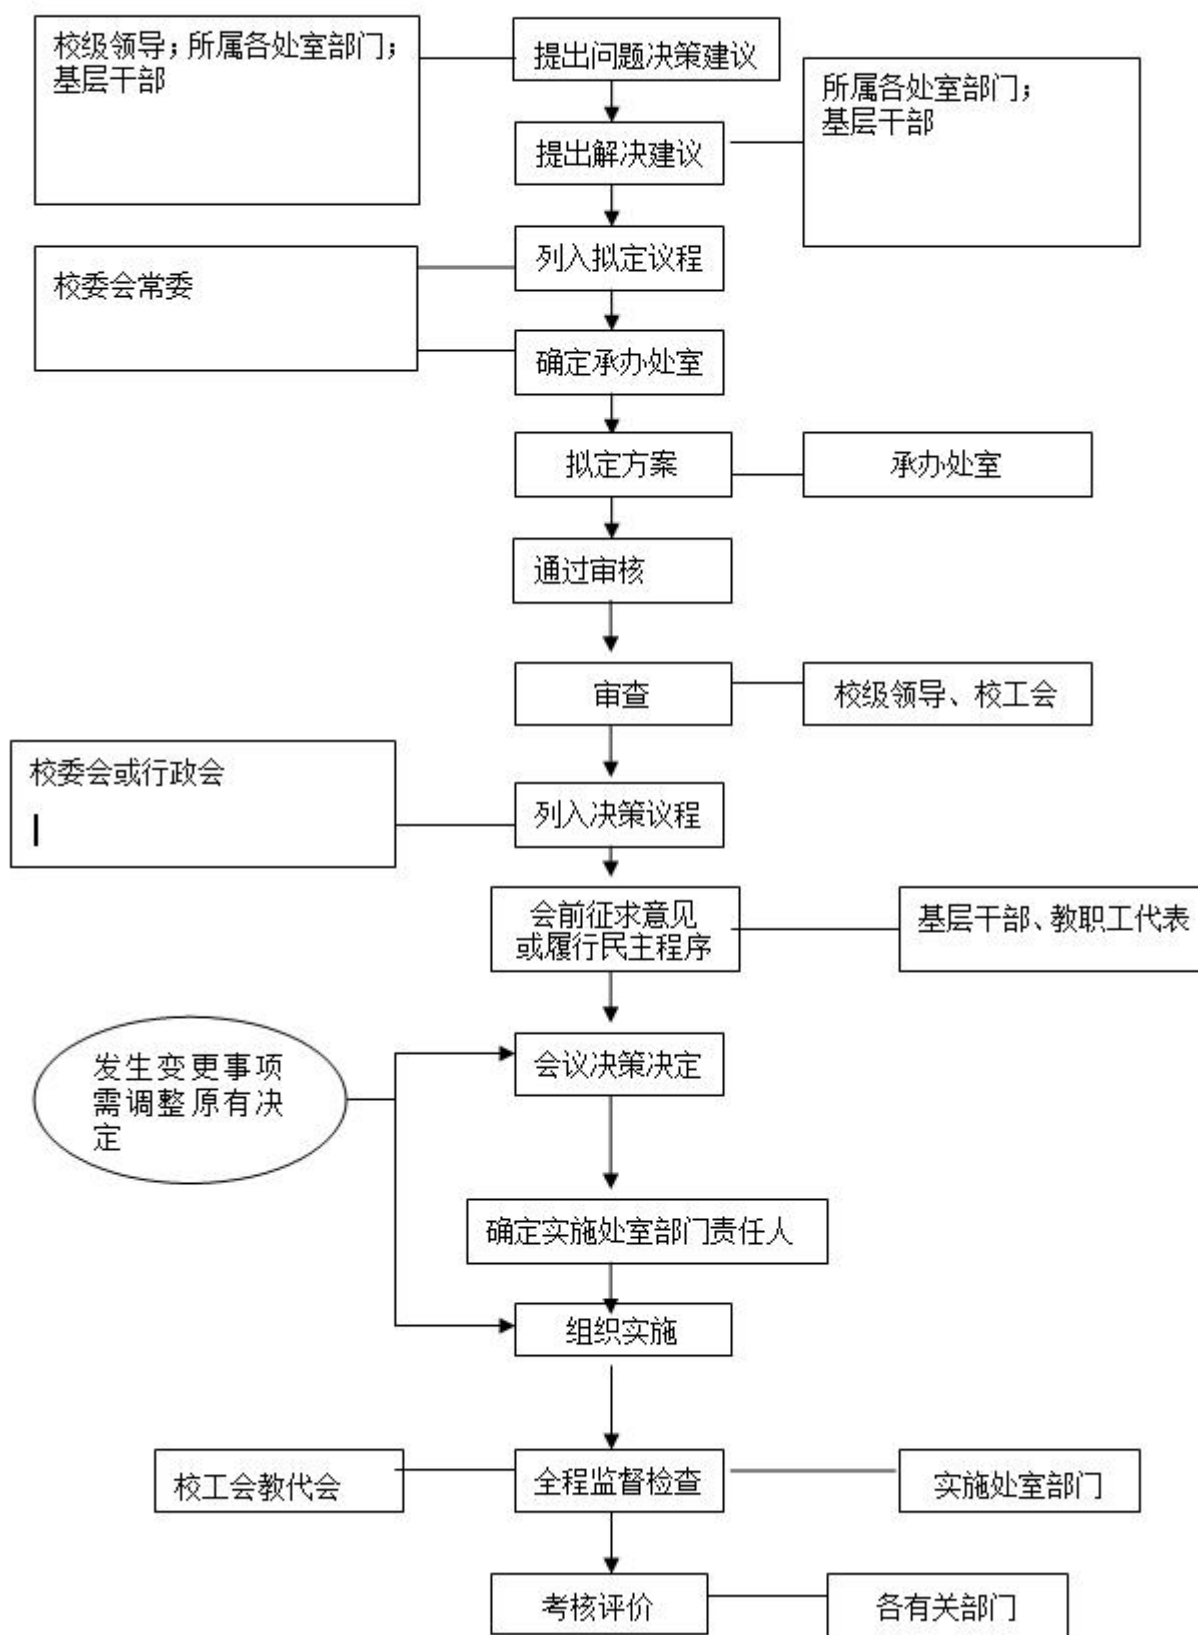 校级领导；所属各处室部门；
基层干部
提出问题决策建议
所属各处室部门；
基层干部
提出解决建议
列入拟定议程
校委会常委
确定承办处室
拟定方案
承办处室
通过审核
审查
校级领导、校工会
校委会或行政会
列入决策议程
会前征求意见
或履行民主程序
基层干部、教职工代表
会议决策决定
发生变更事项
需调整原有决
定
确定实施处室部门责任人
组织实施
校工会教代会
全程监督检查
实施处室部门
考核评价
各有关部门